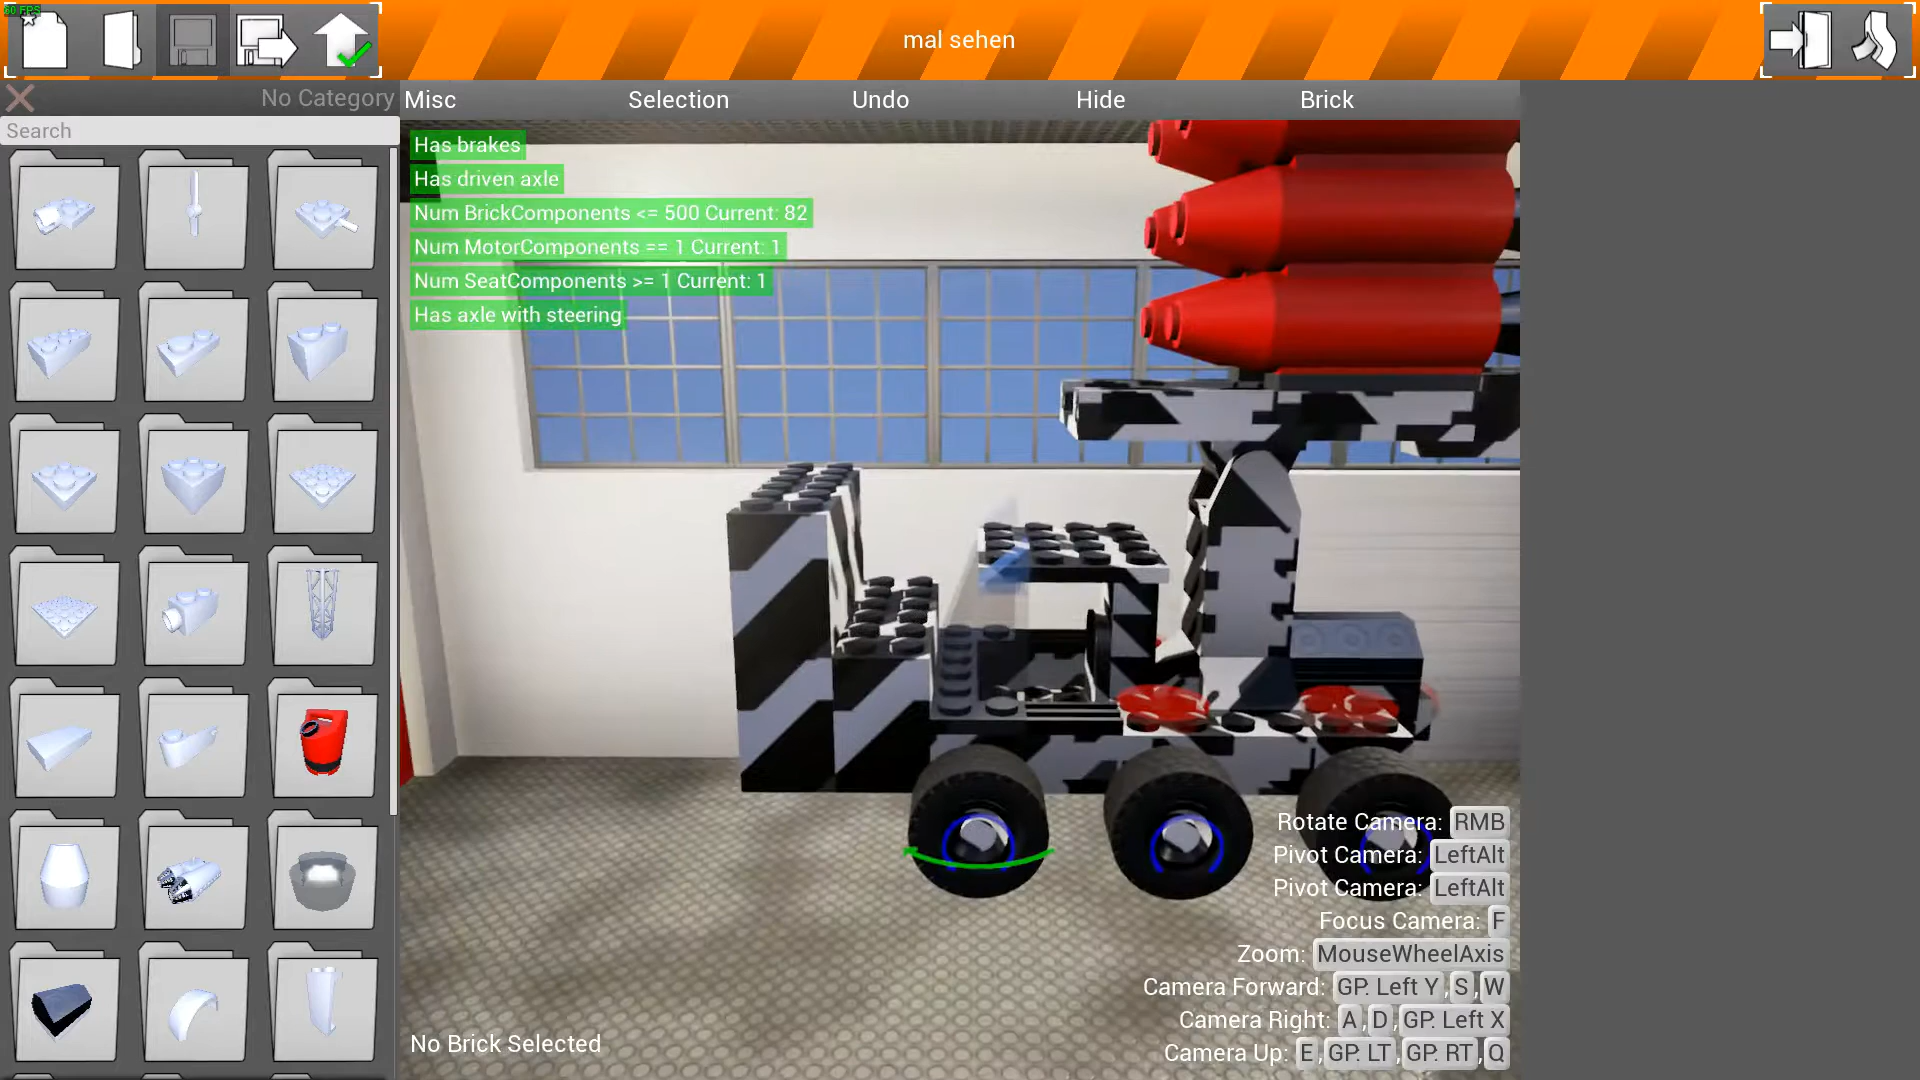 60 FPS
mal sehen
No Category
Search
Misc
Selection
Undo
Hide
Brick
Has brakes
Has driven axle
Num BrickComponents <= 500 Current: 82
Num MotorComponents == 1 Current: 1
Num SeatComponents >= 1 Current: 1
Has axle with steering
Rotate Camera: RMB
Pivot Camera: LeftAlt
Pivot Camera: LeftAlt
Focus Camera: F
Zoom: MouseWheelAxis
Camera Forward: GP. Left Y , S , W
Camera Right: A , D , GP. Left X
Camera Up: E , GP. LT , GP. RT , Q
No Brick Selected